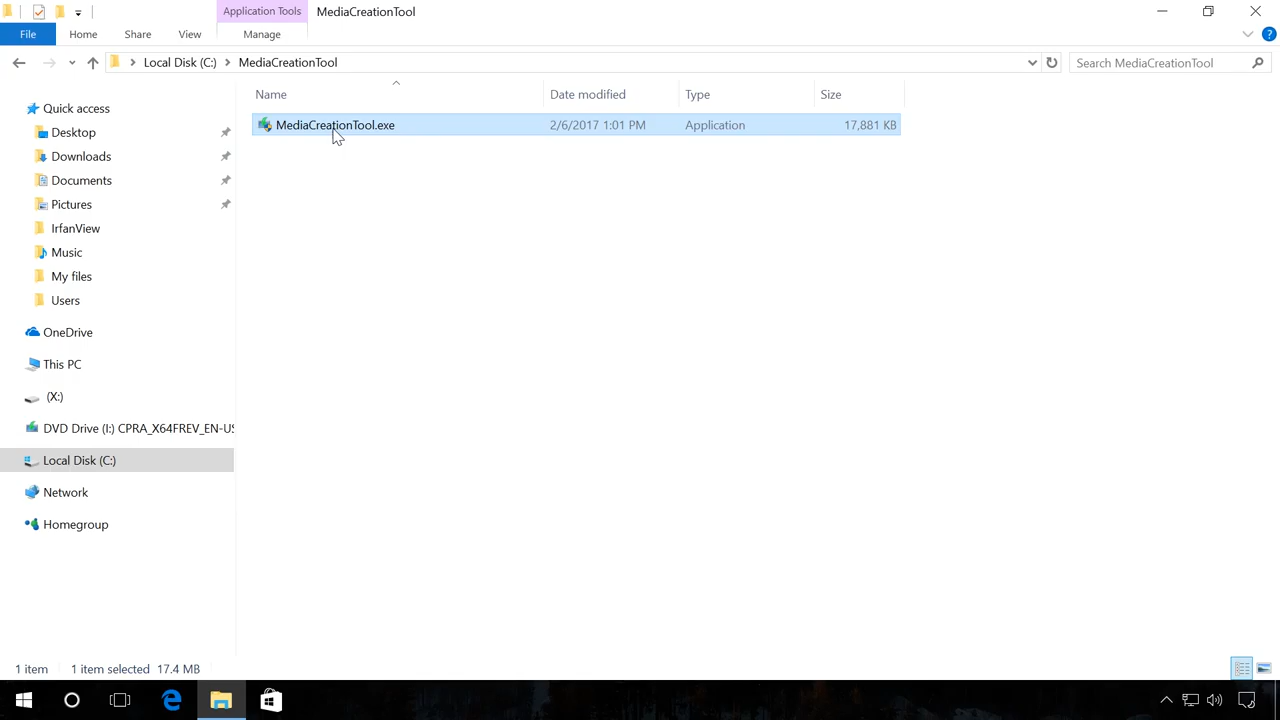 Application Tools MediaCreationTool
File Home Share View Manage
Local Disk (C:) MediaCreationTool Search MediaCreationTool
Name Date modified Type Size
MediaCreationTool.exe 2/6/2017 1:01 PM Application 17,881 KB
Quick access
Desktop
Downloads
Documents
Pictures
IrfanView
Music
My files
Users
OneDrive
This PC
(X:)
DVD Drive (I:) CPRA_X64FREV_EN-US
Local Disk (C:)
Network
Homegroup
1 item 1 item selected 17.4 MB